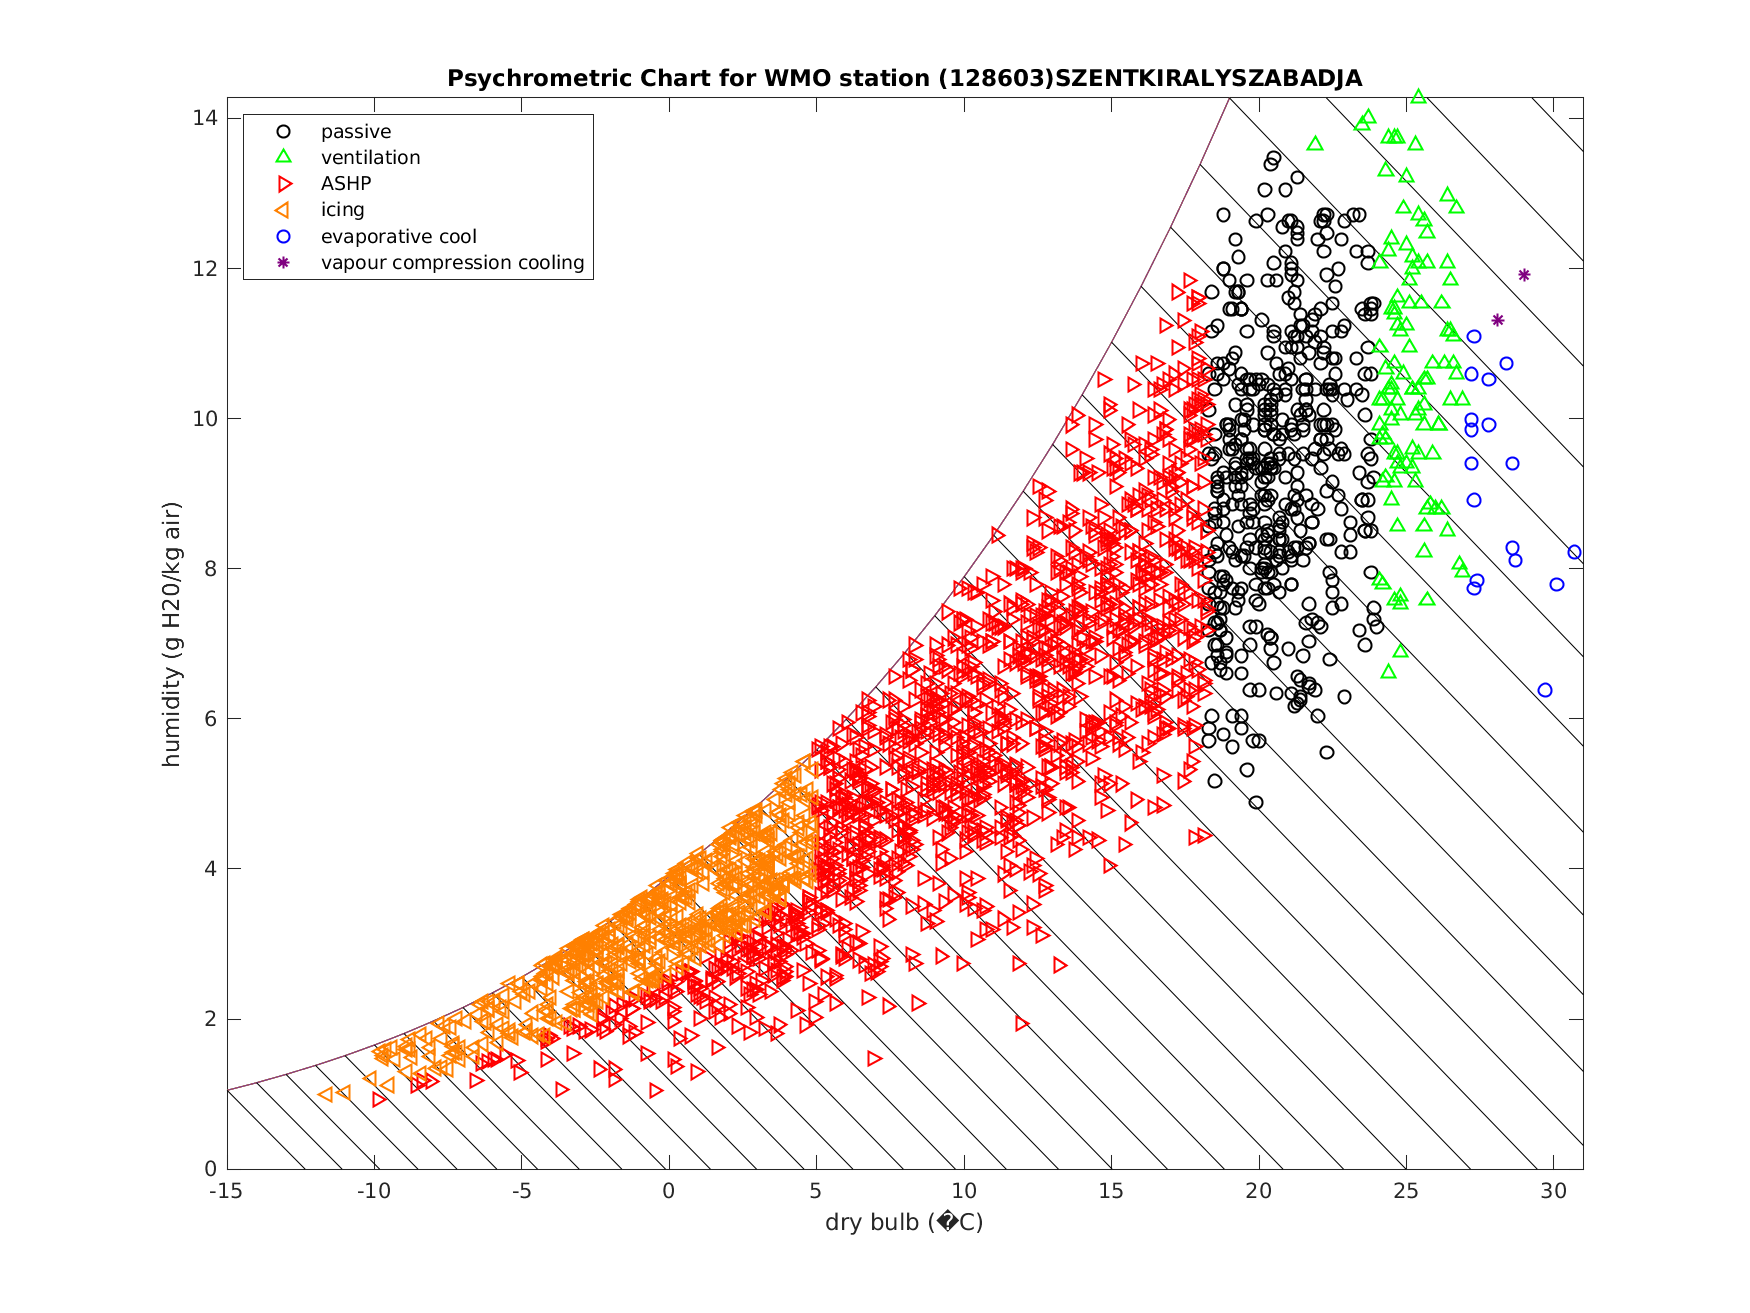 Psychrometric Chart for WMO station (128603)SZENTKIRALYSZABADJA
passive
ventilation
ASHP
icing
evaporative cool
vapour compression cooling
humidity (g H20/kg air)
14
12
10
8
6
4
2
0
-15 -10 -5 0 5 10 15 20 25 30
dry bulb (�C)